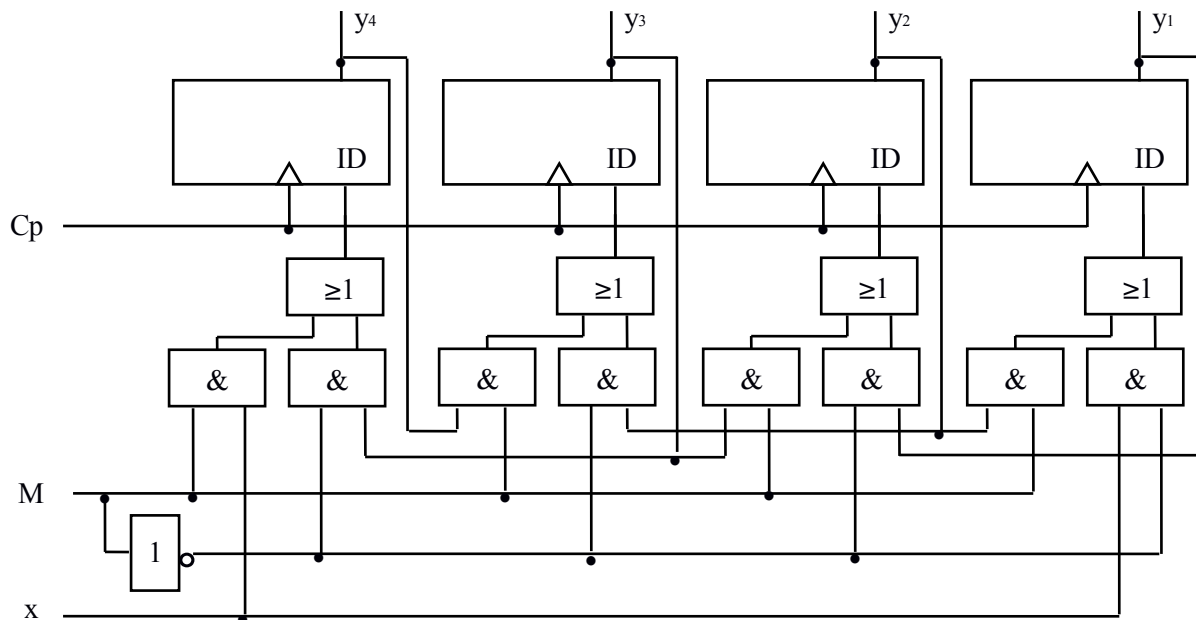 y4 y3 y2 y1
ID ID ID ID
Cp
≥1 ≥1 ≥1 ≥1
& & & & & & & &
M
1
x